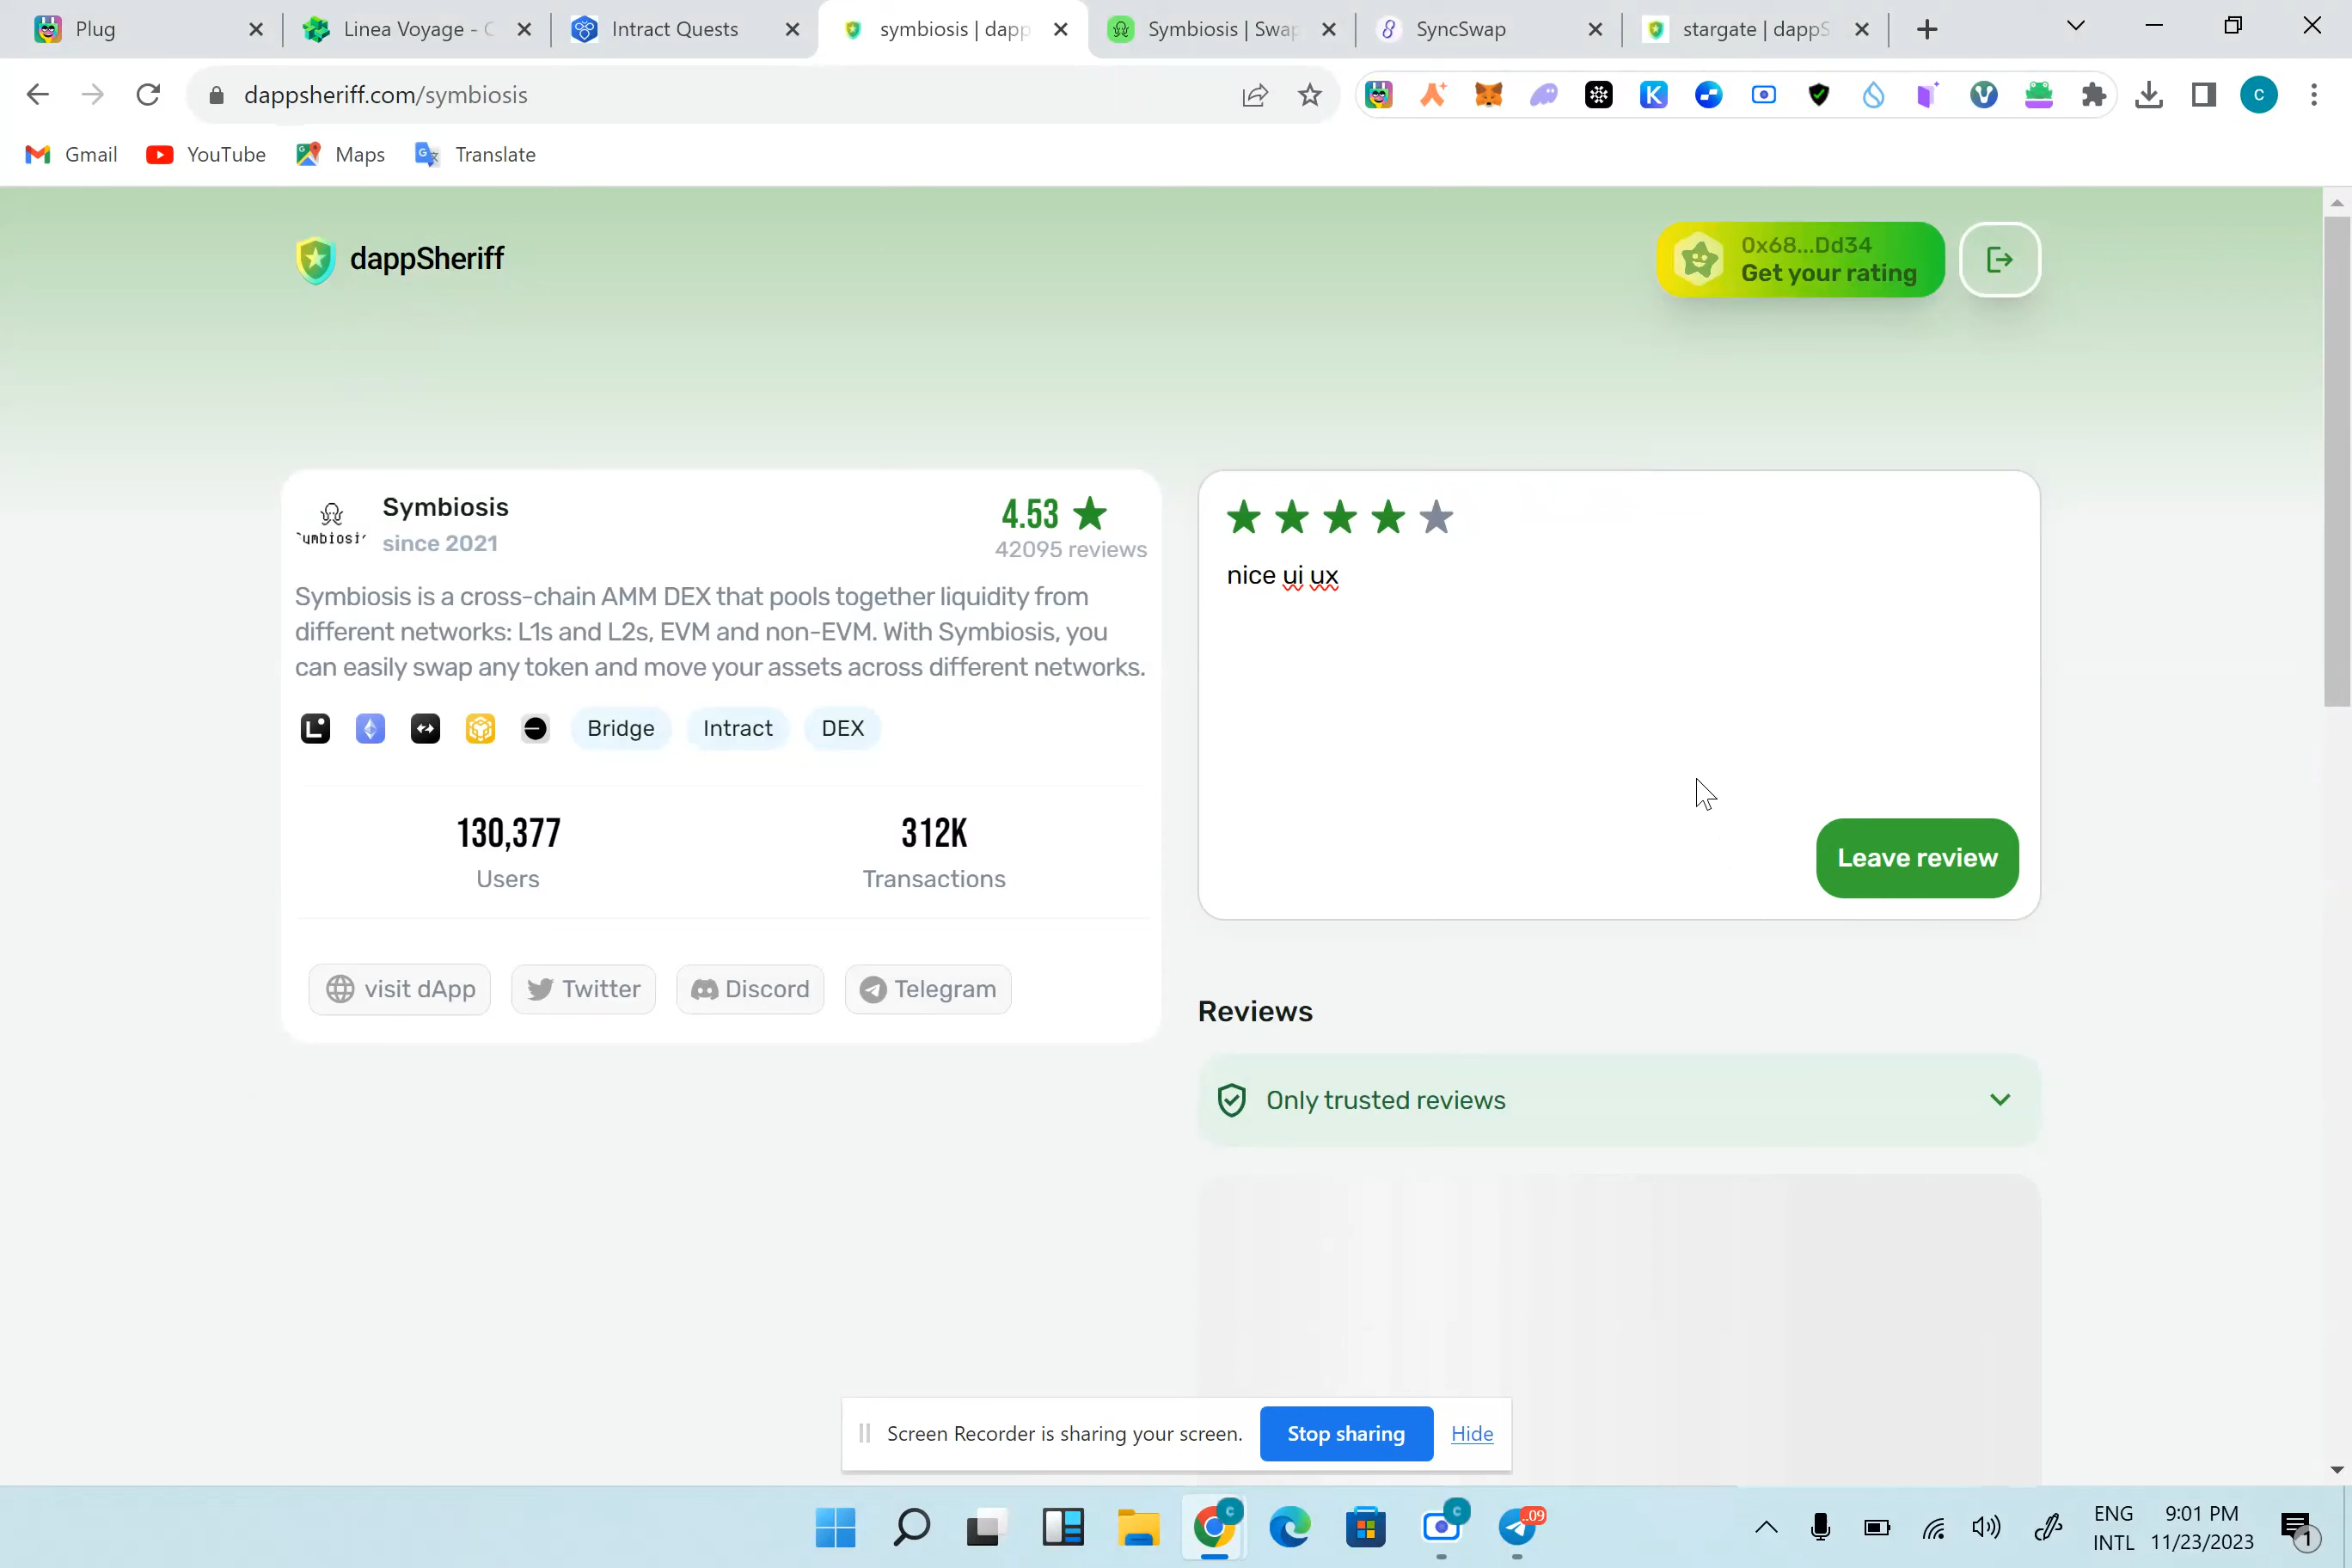 Plug
Linea Voyage - C
Intract Quests
symbiosis | dapp
Symbiosis | Swap
SyncSwap
stargate | dappS
dappsheriff.com/symbiosis
C
Gmail
YouTube
Maps
Translate
dappSheriff
0x68...Dd34
Get your rating
Symbiosis
since 2021
4.53
42095 reviews
Symbiosis is a cross-chain AMM DEX that pools together liquidity from
different networks: L1s and L2s, EVM and non-EVM. With Symbiosis, you
can easily swap any token and move your assets across different networks.
Bridge
Intract
DEX
130,377
Users
312K
Transactions
visit dApp
Twitter
Discord
Telegram
nice ui ux
Leave review
Reviews
Only trusted reviews
Screen Recorder is sharing your screen.
Stop sharing
Hide
C
C
..09
ENG
INTL
9:01 PM
11/23/2023
1